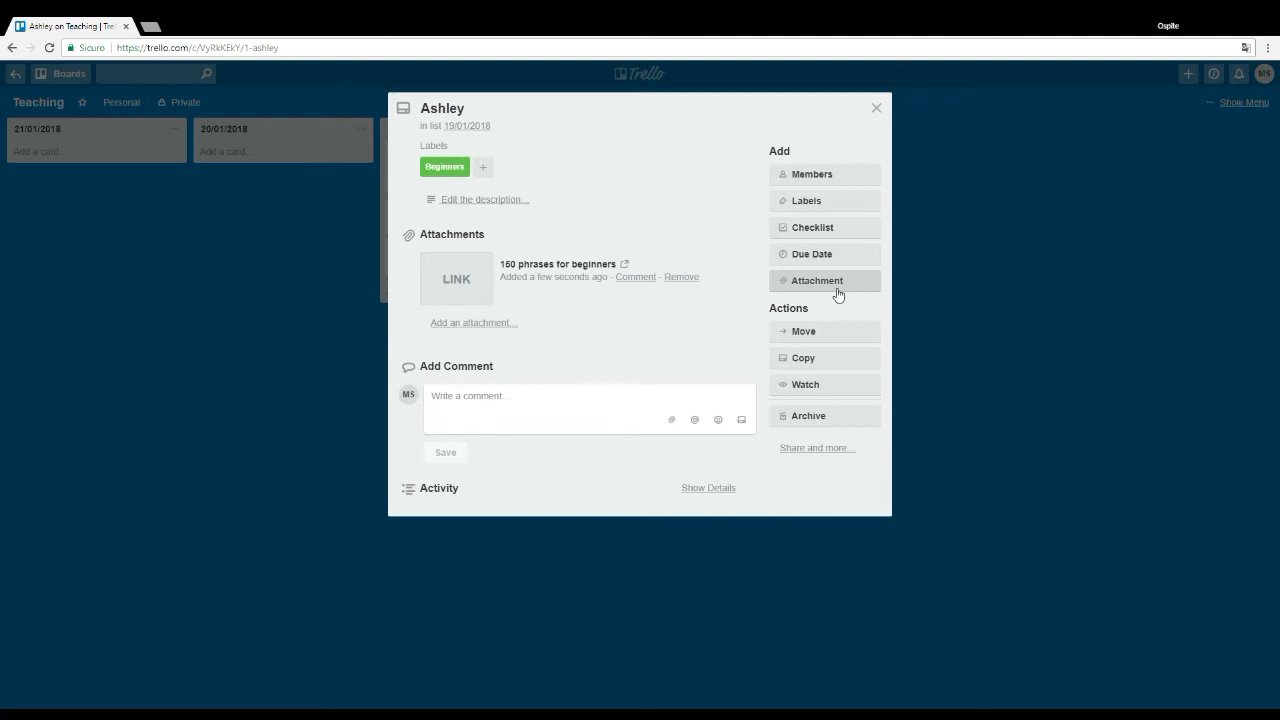 Ashley on Teaching | Trel
Ospite
Sicuro https://trello.com/c/VyRkKEkY/1-ashley
Boards
Trello
MS
Teaching Personal Private
Show Menu
21/01/2018
Add a card...
20/01/2018
Add a card...
Ashley
in list 19/01/2018
Labels
Beginners
Edit the description...
Attachments
LINK
150 phrases for beginners
Added a few seconds ago - Comment - Remove
Add an attachment...
Add Comment
MS
Write a comment...
Save
Activity
Show Details
Add
Members
Labels
Checklist
Due Date
Attachment
Actions
Move
Copy
Watch
Archive
Share and more...